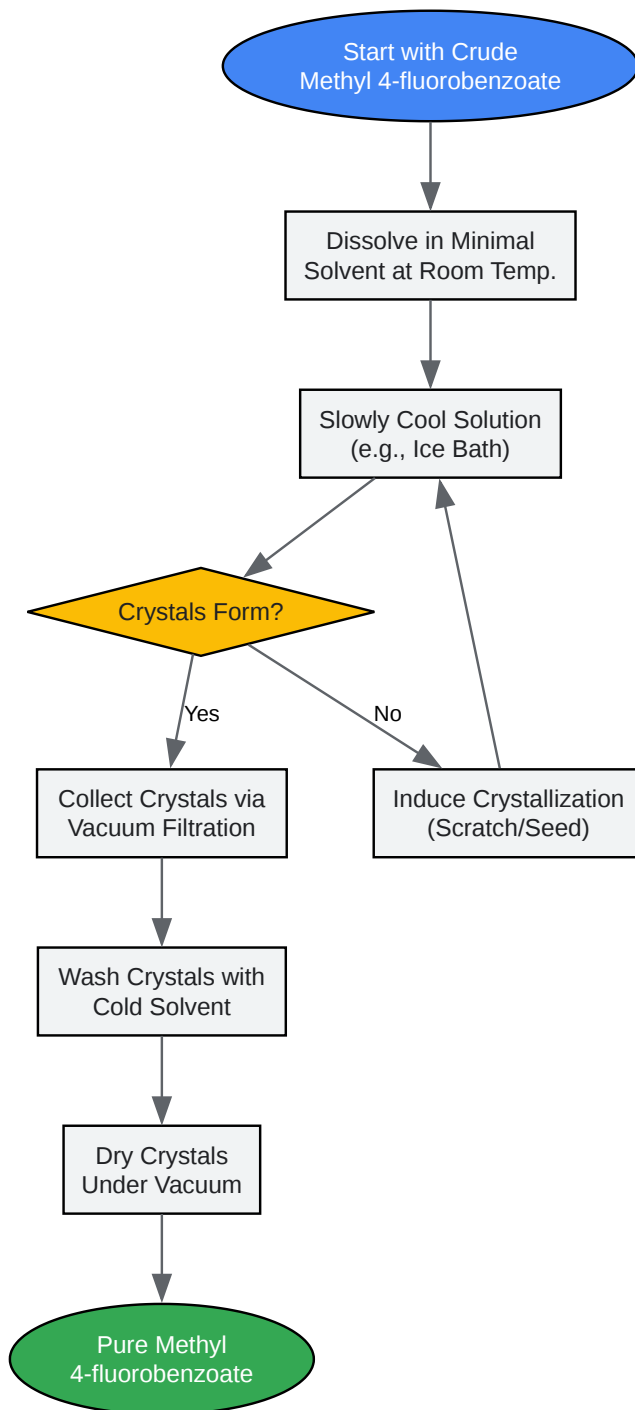 Start with Crude
Methyl 4-fluorobenzoate
Dissolve in Minimal
Solvent at Room Temp.
Slowly Cool Solution
(e.g., Ice Bath)
Crystals Form?
Yes
No
Collect Crystals via
Vacuum Filtration
Induce Crystallization
(Scratch/Seed)
Wash Crystals with
Cold Solvent
Dry Crystals
Under Vacuum
Pure Methyl
4-fluorobenzoate